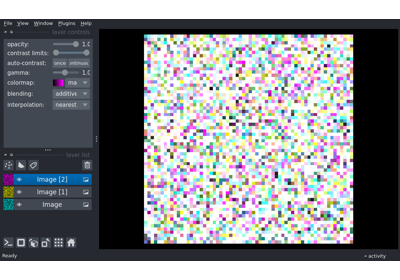 File View Window Plugins Help
layer controls
opacity: 1.0
contrast limits:
auto-contrast: once
gamma: 1.0
colormap: ma
blending: additive
interpolation: nearest
layer list
Image [2]
Image [1]
Image
Ready
activity